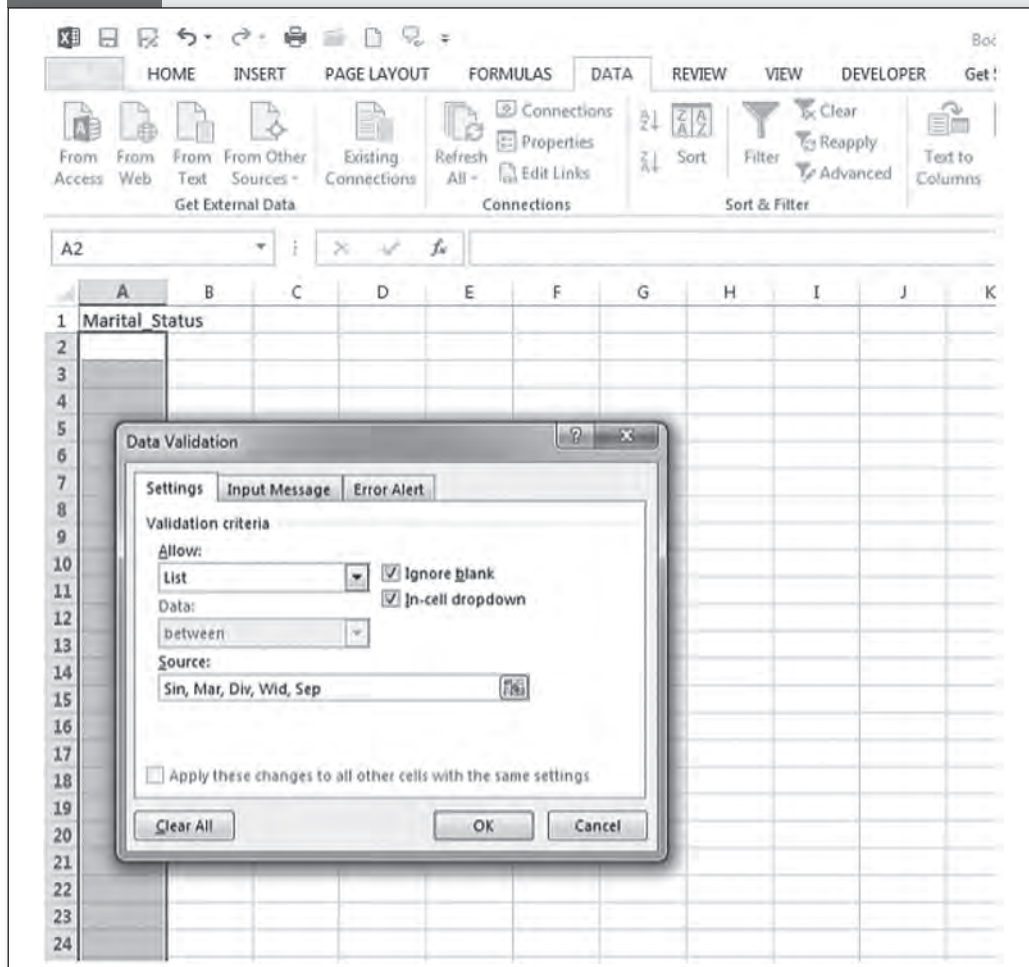 Boo
HOME INSERT PAGE LAYOUT FORMULAS DATA REVIEW VIEW DEVELOPER Get
Connections
Properties
Edit Links
From Access
From Web
From Text
From Other Sources
Existing Connections
Refresh All
Sort
Filter
Clear
Reapply
Advanced
Text to Columns
Get External Data Connections Sort & Filter
A2 fx
A B C D E F G H I J K
1 Marital_Status
2
3
4
5
6
7
8
9
10
11
12
13
14
15
16
17
18
19
20
21
22
23
24
Data Validation
Settings Input Message Error Alert
Validation criteria
Allow:
List
Ignore blank
In-cell dropdown
Data:
between
Source:
Sin, Mar, Div, Wid, Sep
Apply these changes to all other cells with the same settings
Clear All OK Cancel